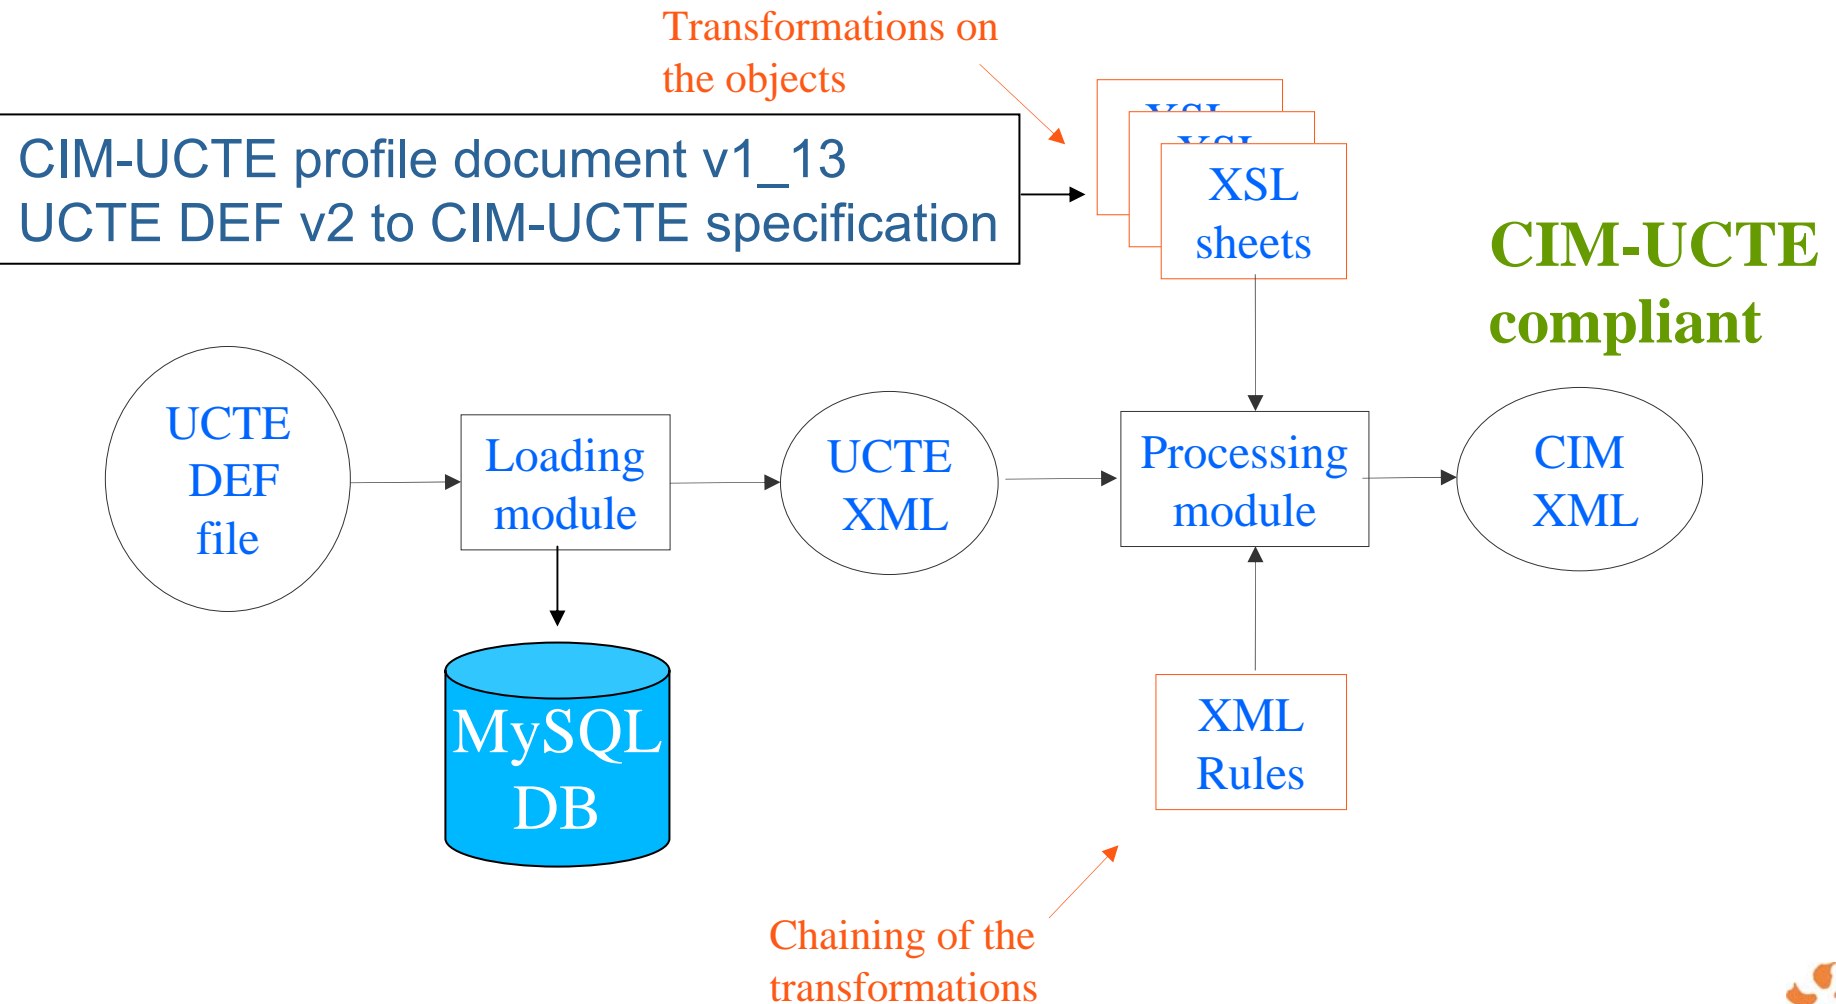 Transformations on
the objects
CIM-UCTE profile document v1_13
UCTE DEF v2 to CIM-UCTE specification
XSL
XSL
XSL
sheets
CIM-UCTE
compliant
UCTE
DEF
file
Loading
module
UCTE
XML
Processing
module
CIM
XML
MySQL
DB
XML
Rules
Chaining of the
transformations